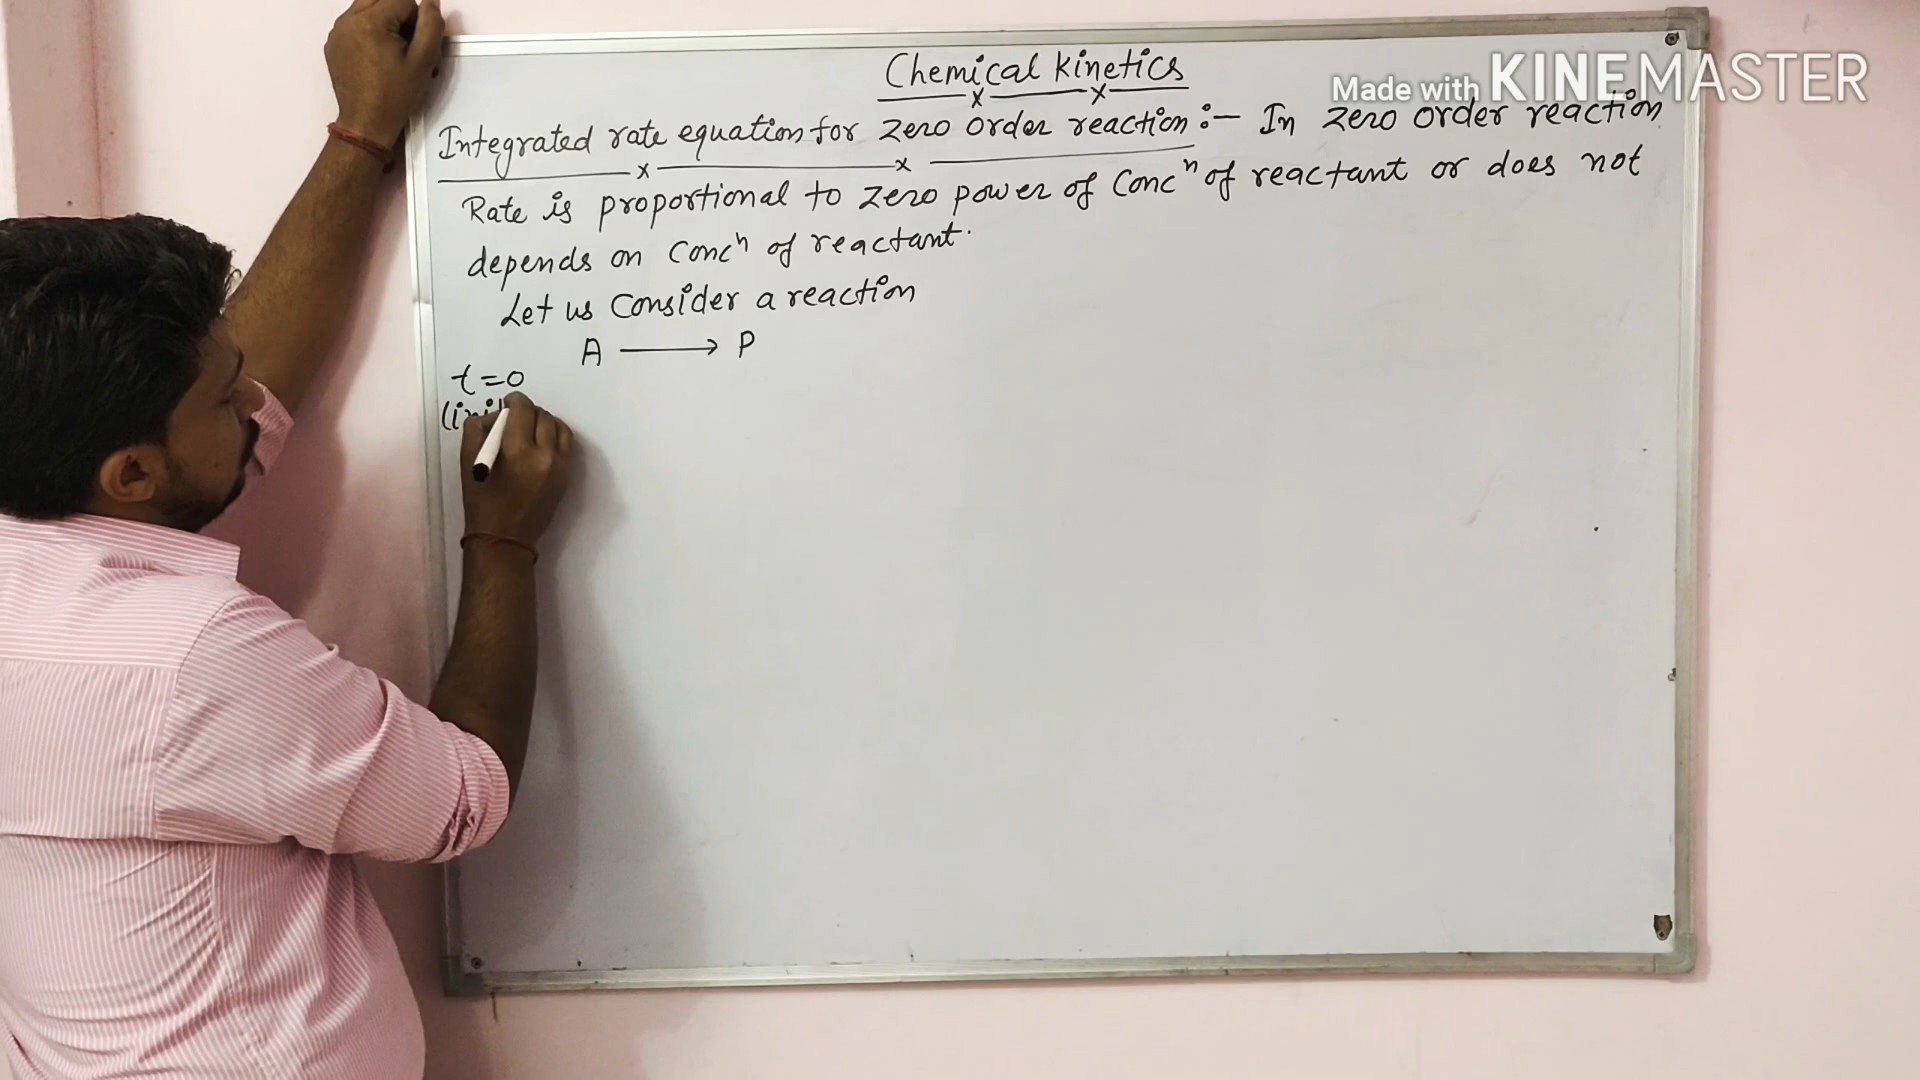 Chemical Kinetics
Made with KINEMASTER
Integrated rate equation for zero order reaction :- In zero order reaction
Rate is proportional to zero power of Concⁿ of reactant or does not
depends on Concⁿ of reactant.
Let us Consider a reaction
A ⟶ P
t=0